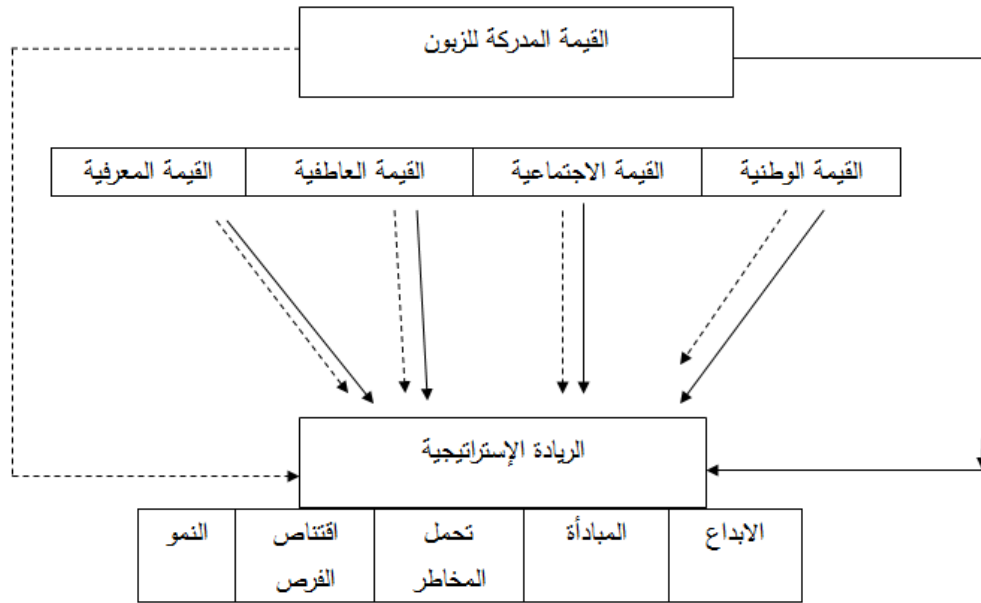 القيمة المدركة للزبون
القيمة الوطنية
القيمة الاجتماعية
القيمة العاطفية
القيمة المعرفية
الريادة الإستراتيجية
الابداع
المبادأة
تحمل
المخاطر
اقتناص
الفرص
النمو